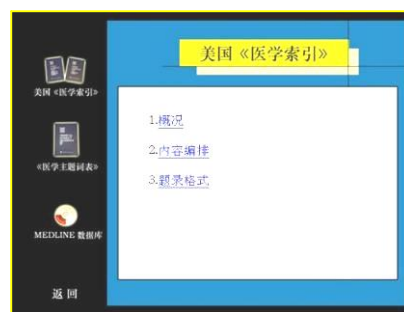 美国《医学索引》
美国《医学索引》
《医学主题词表》
MEDLINE 数据库
返回
1.概况
2.内容编排
3.题录格式